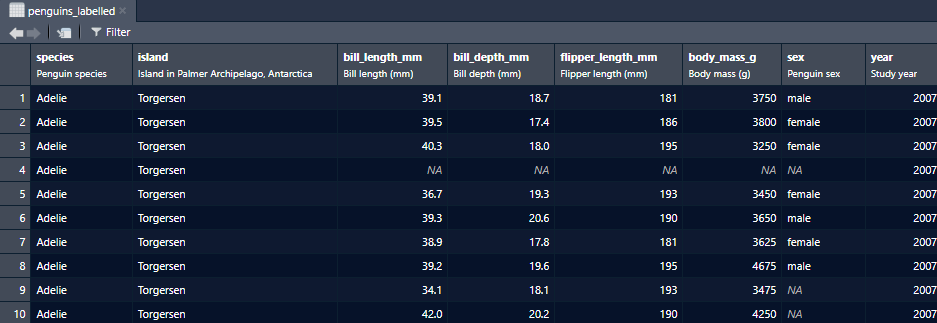 penguins_labelled ×
Filter
species island bill_length_mm bill_depth_mm flipper_length_mm body_mass_g sex year
Penguin species Island in Palmer Archipelago, Antarctica Bill length (mm) Bill depth (mm) Flipper length (mm) Body mass (g) Penguin sex Study year
1 Adelie Torgersen 39.1 18.7 181 3750 male 2007
2 Adelie Torgersen 39.5 17.4 186 3800 female 2007
3 Adelie Torgersen 40.3 18.0 195 3250 female 2007
4 Adelie Torgersen NA NA NA NA NA 2007
5 Adelie Torgersen 36.7 19.3 193 3450 female 2007
6 Adelie Torgersen 39.3 20.6 190 3650 male 2007
7 Adelie Torgersen 38.9 17.8 181 3625 female 2007
8 Adelie Torgersen 39.2 19.6 195 4675 male 2007
9 Adelie Torgersen 34.1 18.1 193 3475 NA 2007
10 Adelie Torgersen 42.0 20.2 190 4250 NA 2007